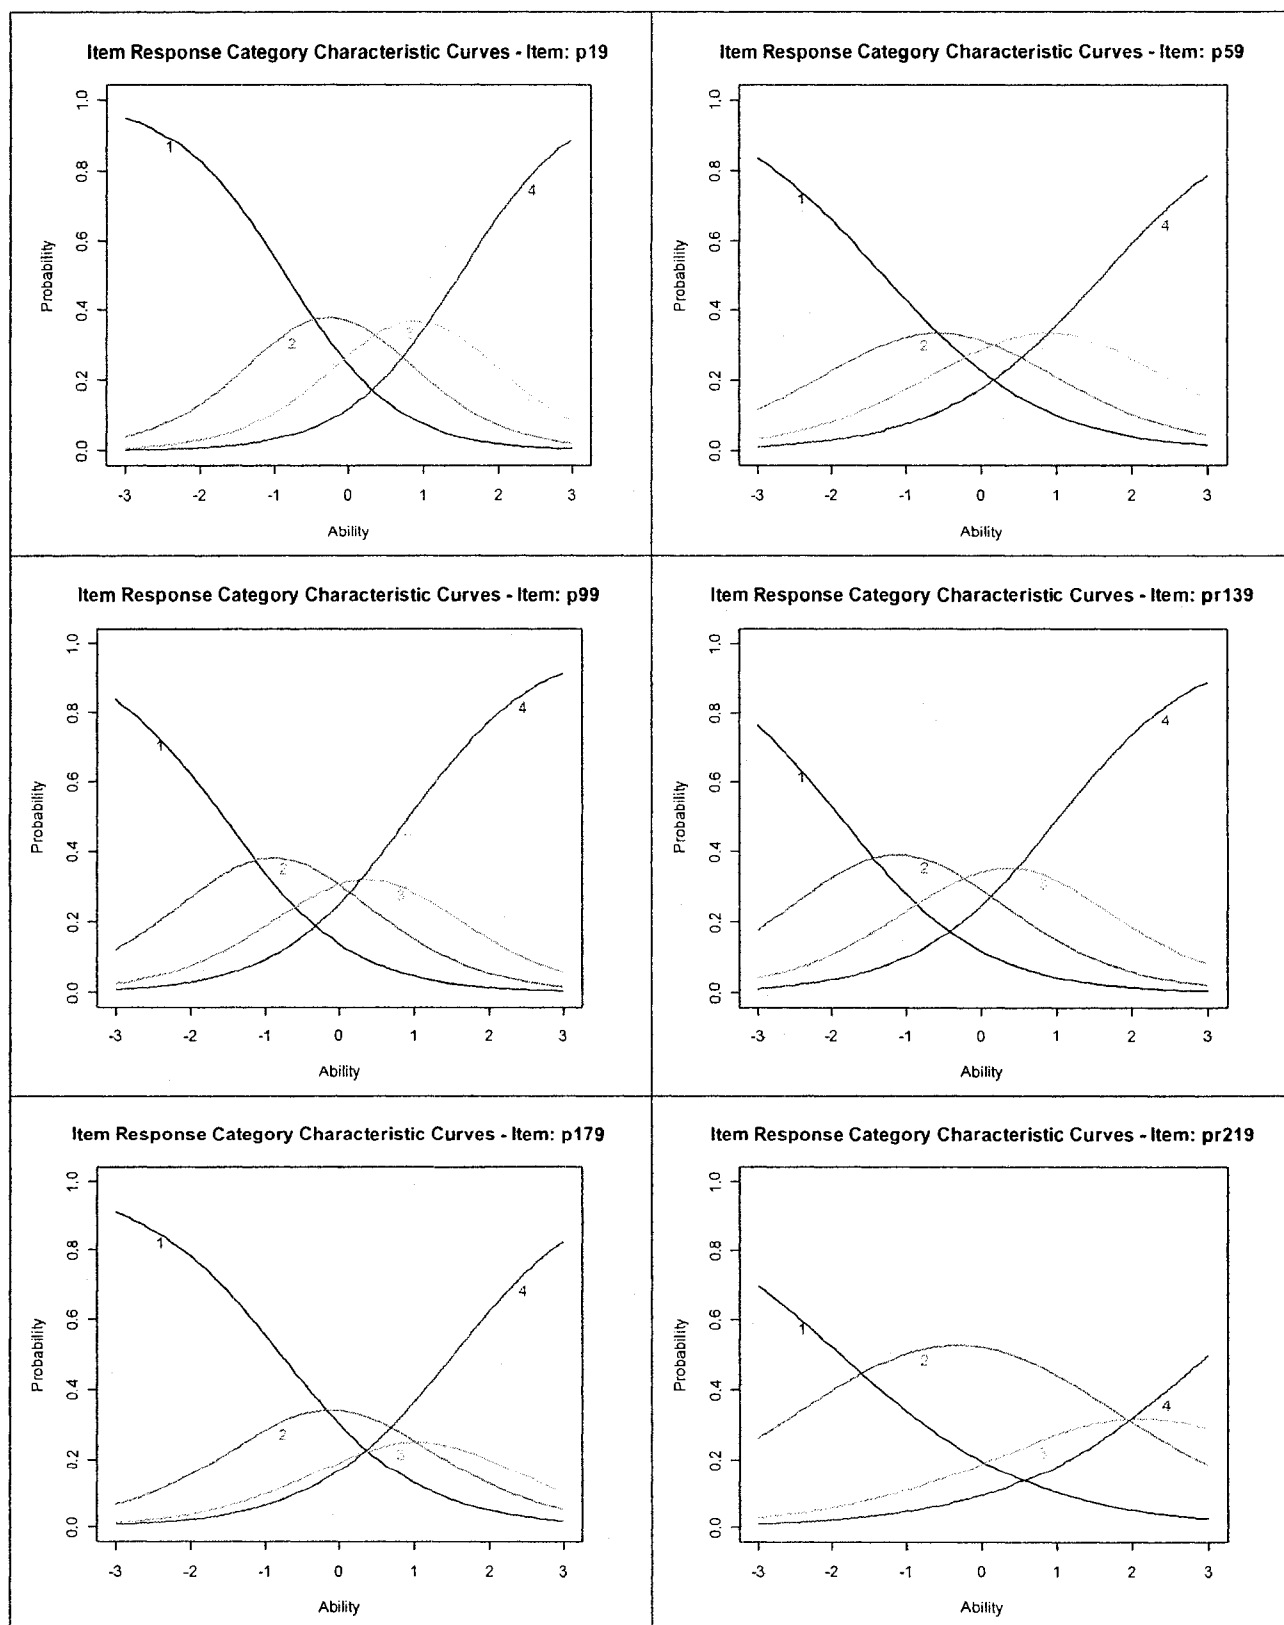 Item Response Category Characteristic Curves - Item: p19
Probability
1.0
0.8
0.6
0.4
0.2
0.0
1
2
3
4
-3 -2 -1 0 1 2 3
Ability
Item Response Category Characteristic Curves - Item: p59
Probability
1.0
0.8
0.6
0.4
0.2
0.0
1
2
4
-3 -2 -1 0 1 2 3
Ability
Item Response Category Characteristic Curves - Item: p99
Probability
1.0
0.8
0.6
0.4
0.2
0.0
1
2
3
4
-3 -2 -1 0 1 2 3
Ability
Item Response Category Characteristic Curves - Item: pr139
Probability
1.0
0.8
0.6
0.4
0.2
0.0
1
2
3
4
-3 -2 -1 0 1 2 3
Ability
Item Response Category Characteristic Curves - Item: p179
Probability
1.0
0.8
0.6
0.4
0.2
0.0
1
2
3
4
-3 -2 -1 0 1 2 3
Ability
Item Response Category Characteristic Curves - Item: pr219
Probability
1.0
0.8
0.6
0.4
0.2
0.0
1
2
3
4
-3 -2 -1 0 1 2 3
Ability